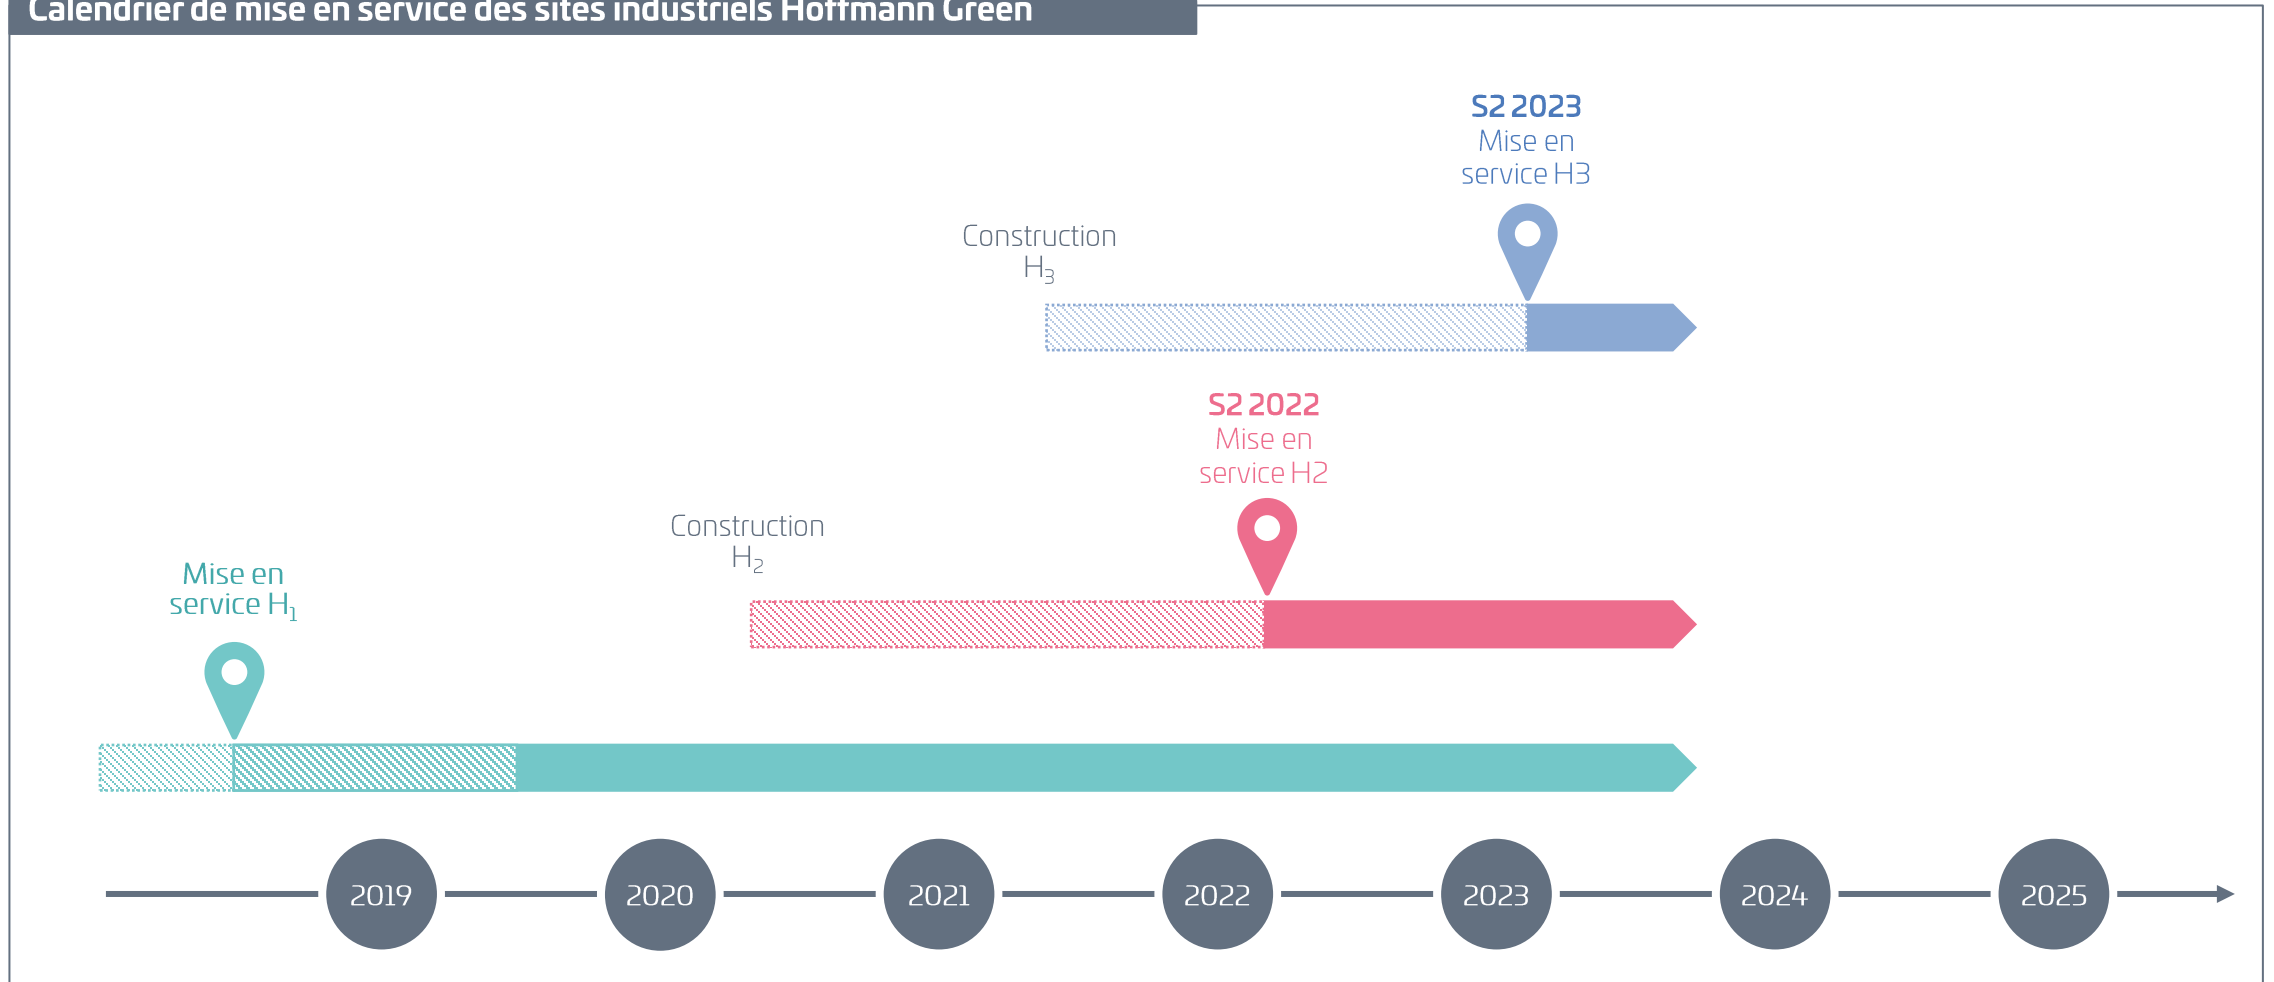 Calendrier de mise en service des sites industriels Hoffmann Green
S2 2023
Mise en
service H3
Construction
H3
S2 2022
Mise en
service H2
Construction
H2
Mise en
service H1
2019
2020
2021
2022
2023
2024
2025